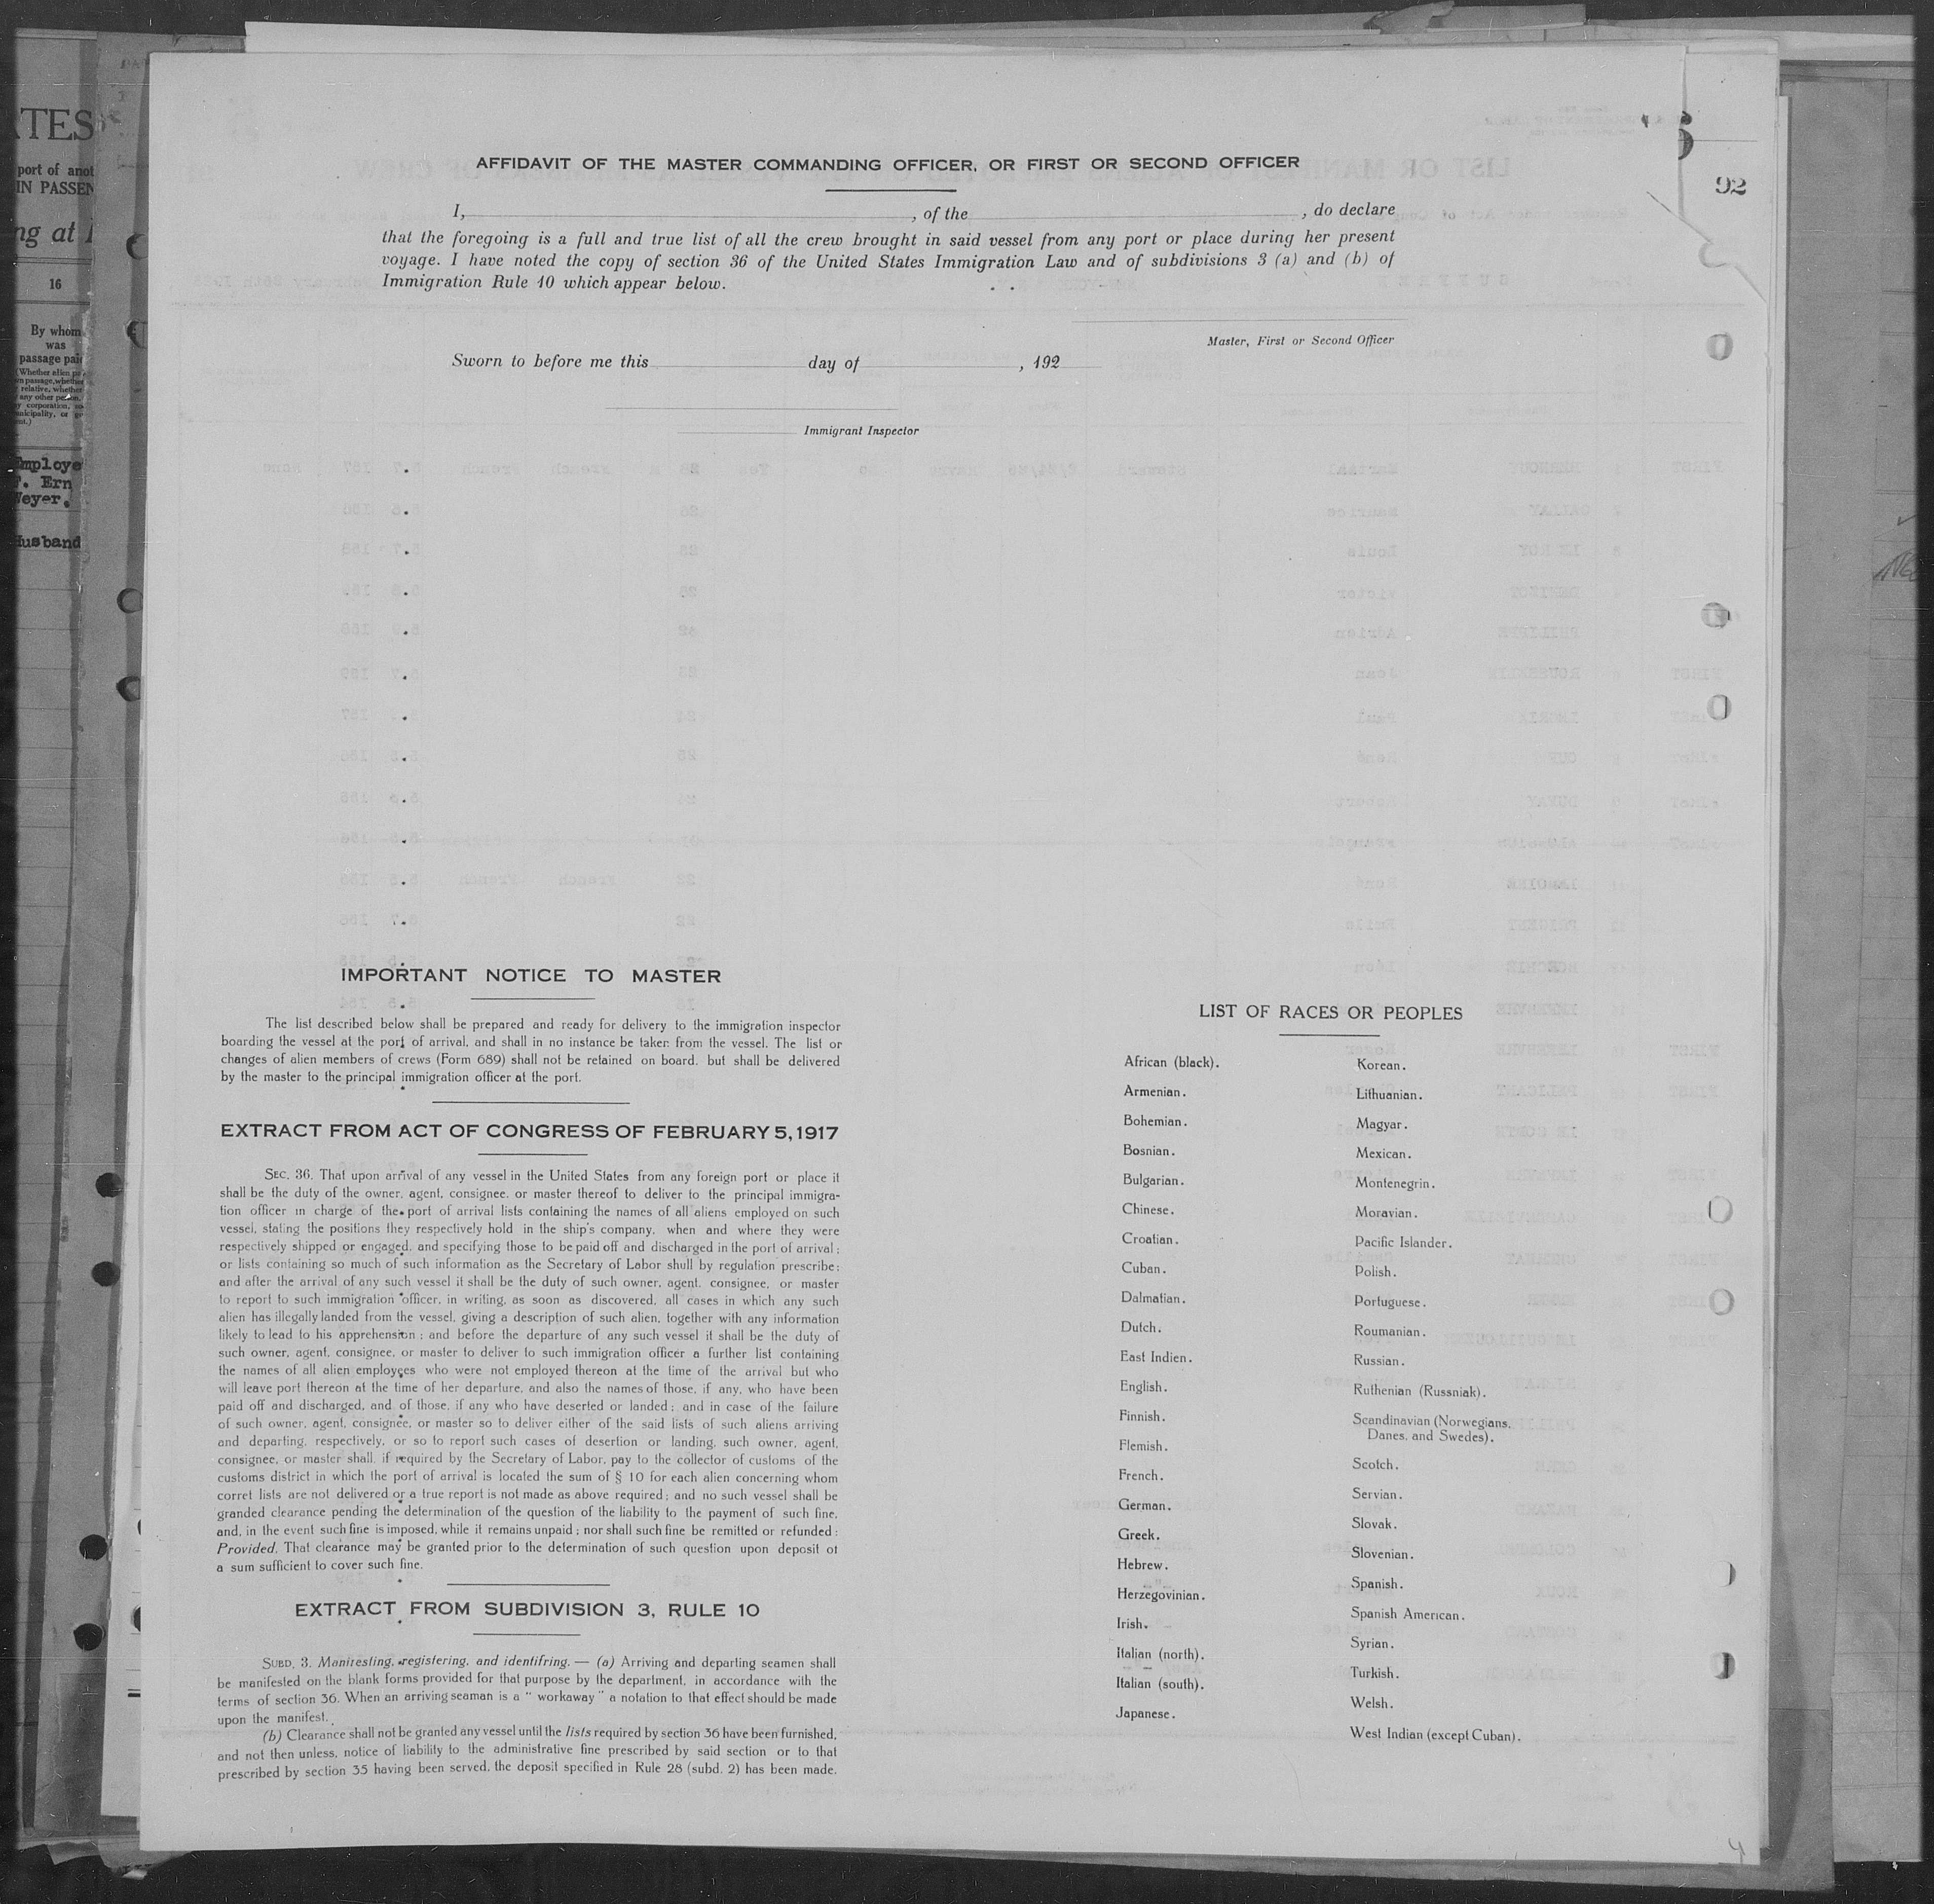 ATES
port of anot
IN PASSEN
ng at
16
By whom
was
passage pai
(Whether alien pa
n passage, whether
relative, whether
any other person,
y corporation, so
unicipality, or go
ent.)
Employe
. Ern
Weyer.
Husband
5
92
AFFIDAVIT OF THE MASTER COMMANDING OFFICER, OR FIRST OR SECOND OFFICER
I, , of the , do declare
that the foregoing is a full and true list of all the crew brought in said vessel from any port or place during her present
voyage. I have noted the copy of section 36 of the United States Immigration Law and of subdivisions 3 (a) and (b) of
Immigration Rule 10 which appear below.
Master, First or Second Officer
Sworn to before me this day of , 192
Immigrant Inspector
IMPORTANT NOTICE TO MASTER
The list described below shall be prepared and ready for delivery to the immigration inspector
boarding the vessel at the port of arrival, and shall in no instance be taken from the vessel. The list or
changes of alien members of crews (Form 689) shall not be retained on board, but shall be delivered
by the master to the principal immigration officer at the port.
EXTRACT FROM ACT OF CONGRESS OF FEBRUARY 5, 1917
SEC. 36. That upon arrival of any vessel in the United States from any foreign port or place it
shall be the duty of the owner, agent, consignee, or master thereof to deliver to the principal immigra-
tion officer in charge of the port of arrival lists containing the names of all aliens employed on such
vessel, stating the positions they respectively hold in the ship's company, when and where they were
respectively shipped or engaged, and specifying those to be paid off and discharged in the port of arrival;
or lists containing so much of such information as the Secretary of Labor shull by regulation prescribe;
and after the arrival of any such vessel it shall be the duty of such owner, agent, consignee, or master
to report to such immigration officer, in writing, as soon as discovered, all cases in which any such
alien has illegally landed from the vessel, giving a description of such alien, together with any information
likely to lead to his apprehension; and before the departure of any such vessel it shall be the duty of
such owner, agent, consignee, or master to deliver to such immigration officer a further list containing
the names of all alien employees who were not employed thereon at the time of the arrival but who
will leave port thereon at the time of her departure, and also the names of those, if any, who have been
paid off and discharged, and of those, if any who have deserted or landed; and in case of the failure
of such owner, agent, consignee, or master so to deliver either of the said lists of such aliens arriving
and departing, respectively, or so to report such cases of desertion or landing, such owner, agent,
consignee, or master shall, if required by the Secretary of Labor, pay to the collector of customs of the
customs district in which the port of arrival is located the sum of § 10 for each alien concerning whom
corret lists are not delivered or a true report is not made as above required; and no such vessel shall be
granded clearance pending the determination of the question of the liability to the payment of such fine,
and, in the event such fine is imposed, while it remains unpaid; nor shall such fine be remitted or refunded:
Provided, That clearance may be granted prior to the determination of such question upon deposit ot
a sum sufficient to cover such fine.
EXTRACT FROM SUBDIVISION 3, RULE 10
SUBD. 3. Manifesting, registering, and identifring. — (a) Arriving and departing seamen shall
be manifested on the blank forms provided for that purpose by the department, in accordance with the
terms of section 36. When an arriving seaman is a " workaway " a notation to that effect should be made
upon the manifest.
(b) Clearance shall not be granted any vessel until the lists required by section 36 have been furnished,
and not then unless, notice of liability to the administrative fine prescribed by said section or to that
prescribed by section 35 having been served, the deposit specified in Rule 28 (subd. 2) has been made.
LIST OF RACES OR PEOPLES
African (black).
Armenian.
Bohemian.
Bosnian.
Bulgarian.
Chinese.
Croatian.
Cuban.
Dalmatian.
Dutch.
East Indien.
English.
Finnish.
Flemish.
French.
German.
Greek.
Hebrew.
Herzegovinian.
Irish.
Italian (north).
Italian (south).
Japanese.
Korean.
Lithuanian.
Magyar.
Mexican.
Montenegrin.
Moravian.
Pacific Islander.
Polish.
Portuguese.
Roumanian.
Russian.
Ruthenian (Russniak).
Scandinavian (Norwegians,
Danes, and Swedes).
Scotch.
Servian.
Slovak.
Slovenian.
Spanish.
Spanish American.
Syrian.
Turkish.
Welsh.
West Indian (except Cuban).
4